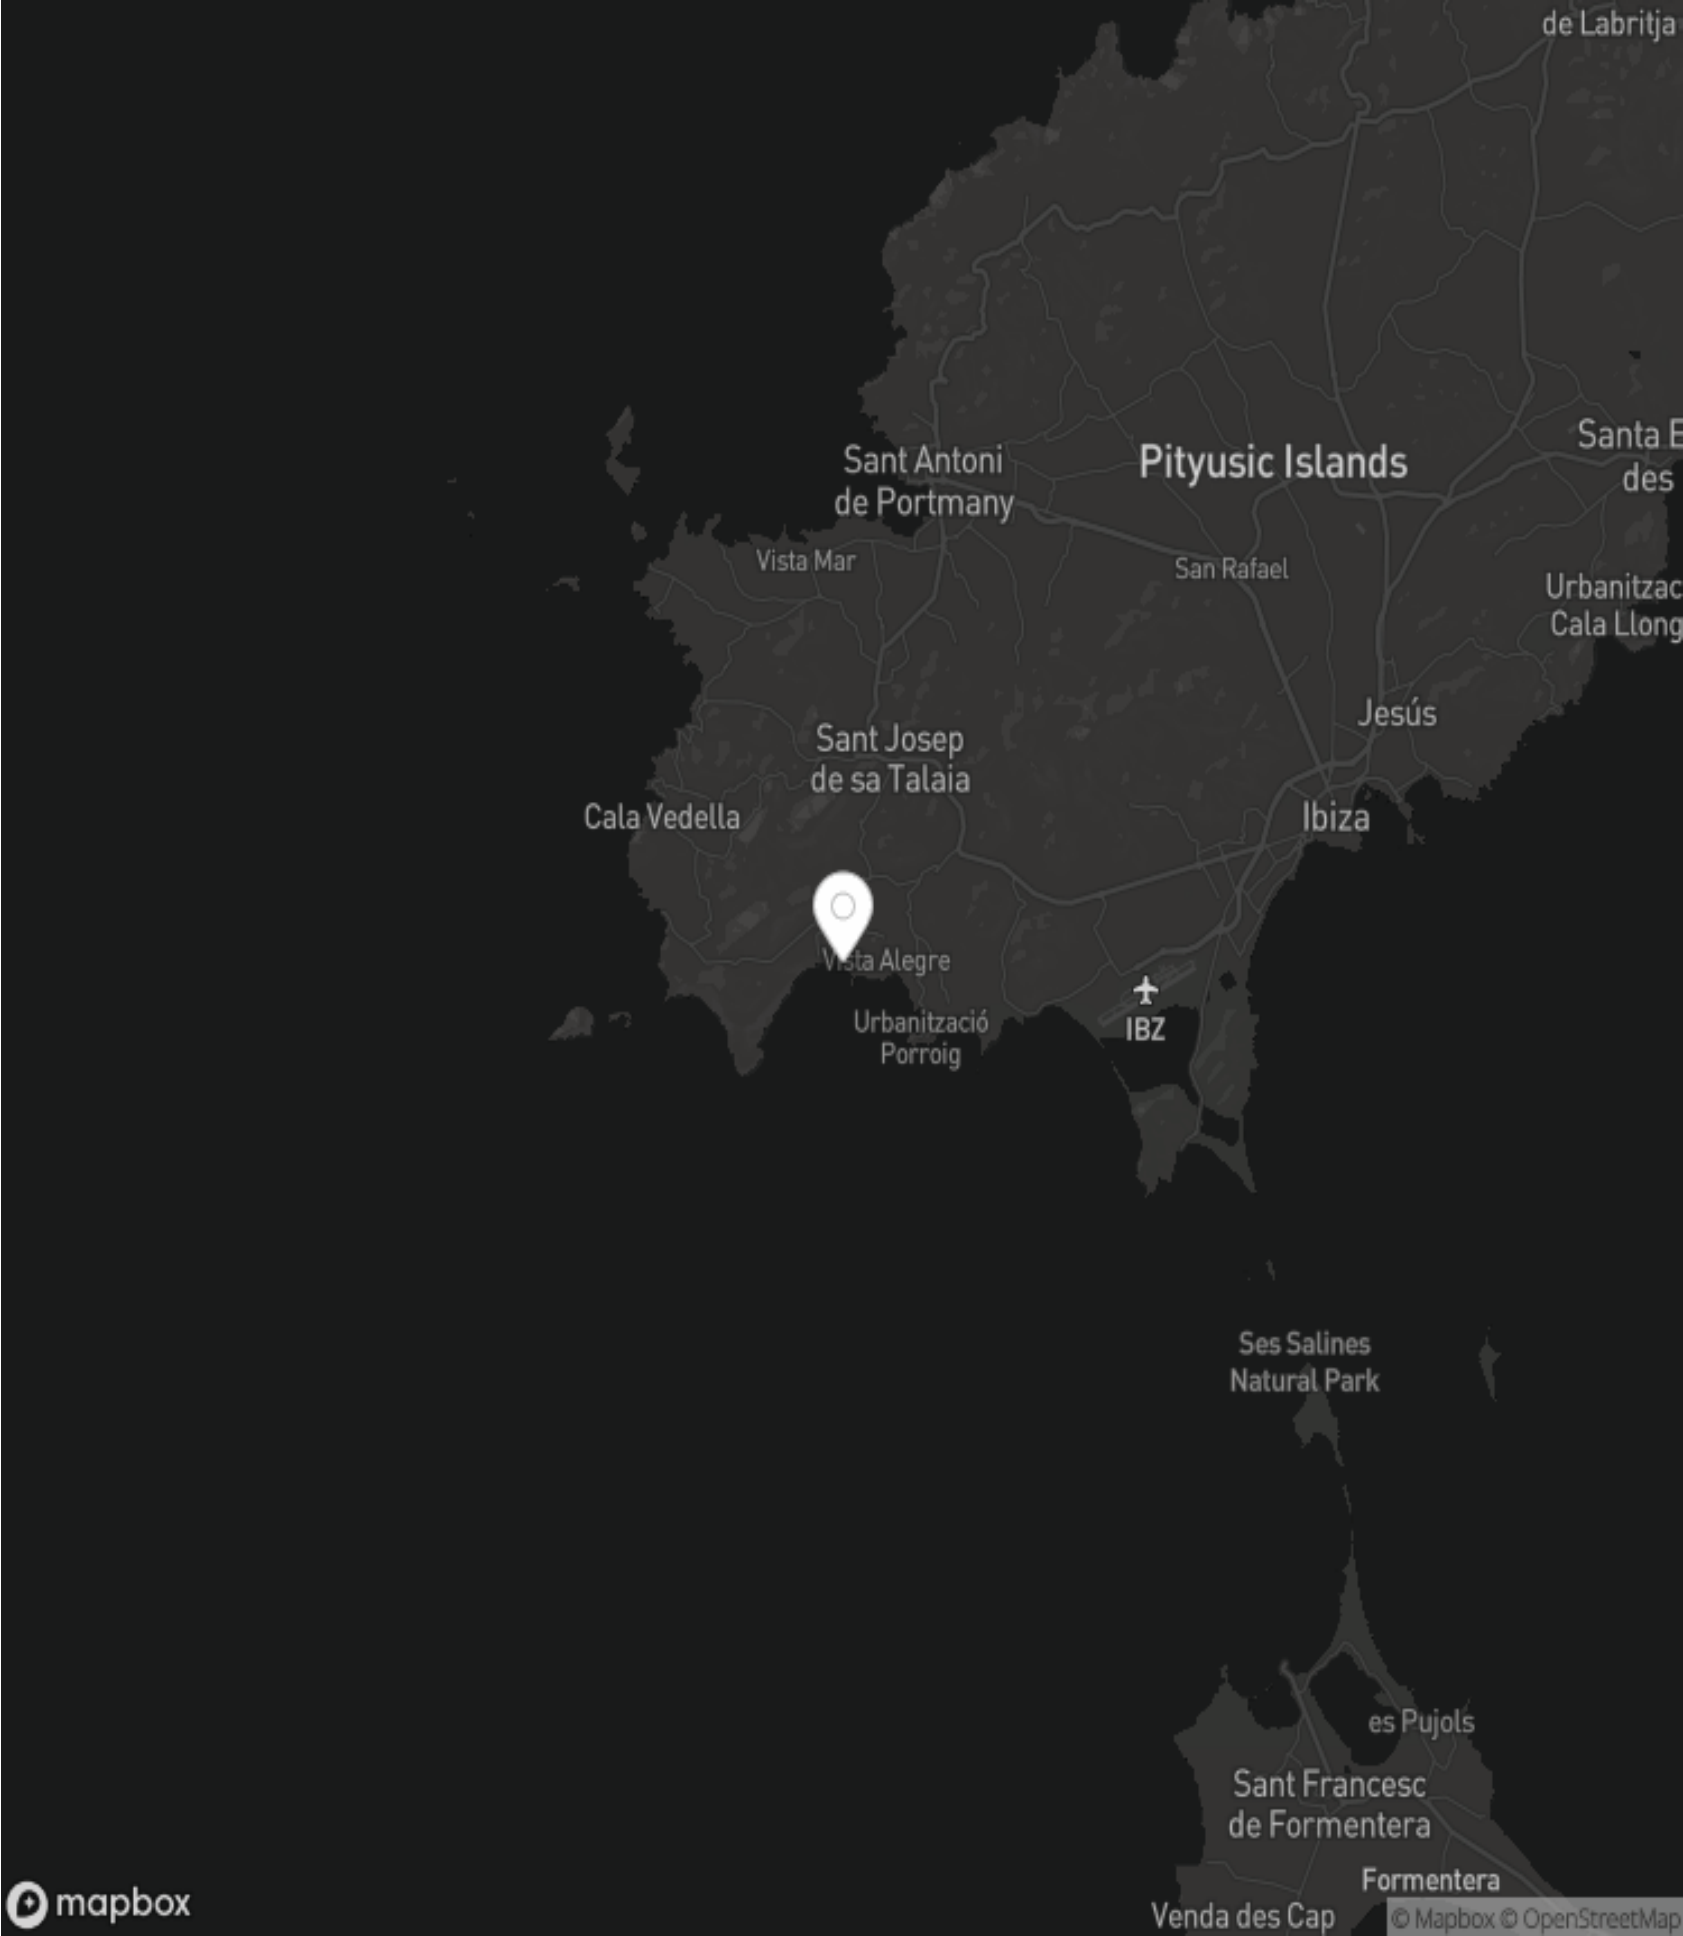 de Labritja
Sant Antoni
de Portmany
Pityusic Islands
Santa E
des
Vista Mar
San Rafael
Urbanitzac
Cala Llong
Jesús
Sant Josep
de sa Talaia
Cala Vedella
Ibiza
Vista Alegre
Urbanització
Porroig
IBZ
Ses Salines
Natural Park
es Pujols
Sant Francesc
de Formentera
Formentera
Venda des Cap
mapbox
© Mapbox © OpenStreetMap